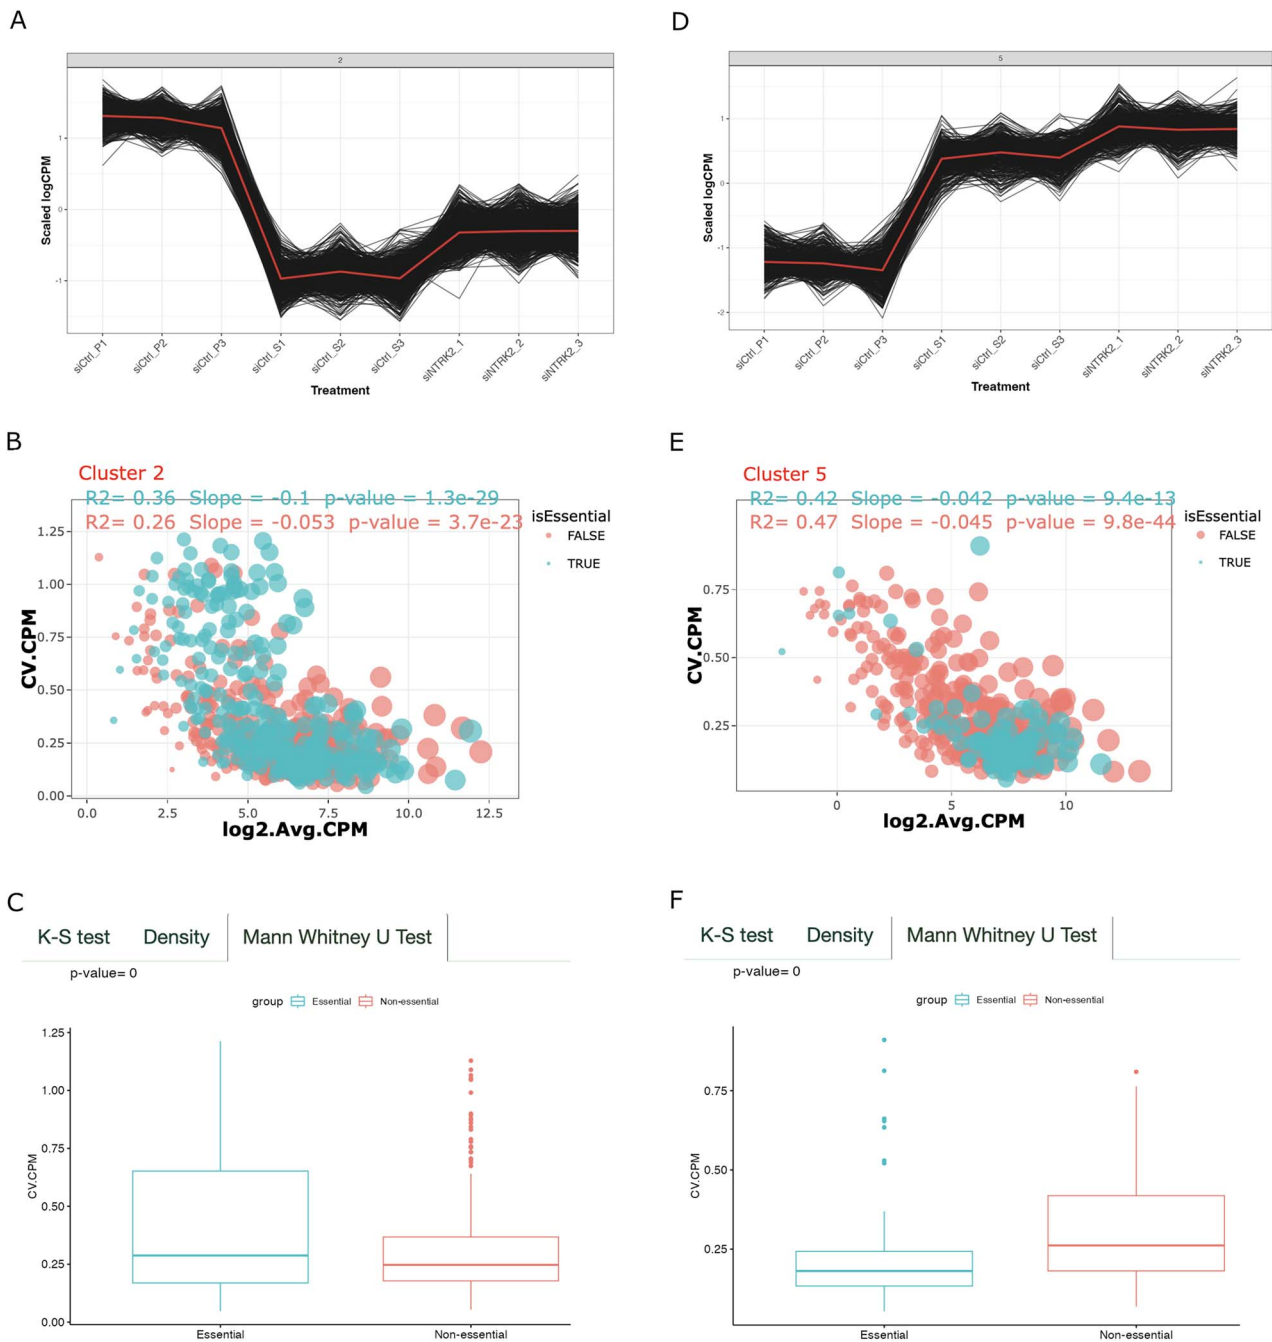 A
2
Scaled logCPM
1
0
-1
siCtrl_P1
siCtrl_P2
siCtrl_P3
siCtrl_S1
siCtrl_S2
siCtrl_S3
siNTRK2_1
siNTRK2_2
siNTRK2_3
Treatment
D
5
Scaled logCPM
1
0
-1
-2
siCtrl_P1
siCtrl_P2
siCtrl_P3
siCtrl_S1
siCtrl_S2
siCtrl_S3
siNTRK2_1
siNTRK2_2
siNTRK2_3
Treatment
B
Cluster 2
R2= 0.36 Slope = -0.1 p-value = 1.3e-29
R2= 0.26 Slope = -0.053 p-value = 3.7e-23
isEssential
FALSE
TRUE
CV.CPM
1.25
1.00
0.75
0.50
0.25
0.00
0.0 2.5 5.0 7.5 10.0 12.5
log2.Avg.CPM
E
Cluster 5
R2= 0.42 Slope = -0.042 p-value = 9.4e-13
R2= 0.47 Slope = -0.045 p-value = 9.8e-44
isEssential
FALSE
TRUE
CV.CPM
0.75
0.50
0.25
0 5 10
log2.Avg.CPM
C
K-S test Density Mann Whitney U Test
p-value= 0
group Essential Non-essential
CV.CPM
1.25
1.00
0.75
0.50
0.25
0.00
Essential Non-essential
F
K-S test Density Mann Whitney U Test
p-value= 0
group Essential Non-essential
CV.CPM
0.75
0.50
0.25
Essential Non-essential